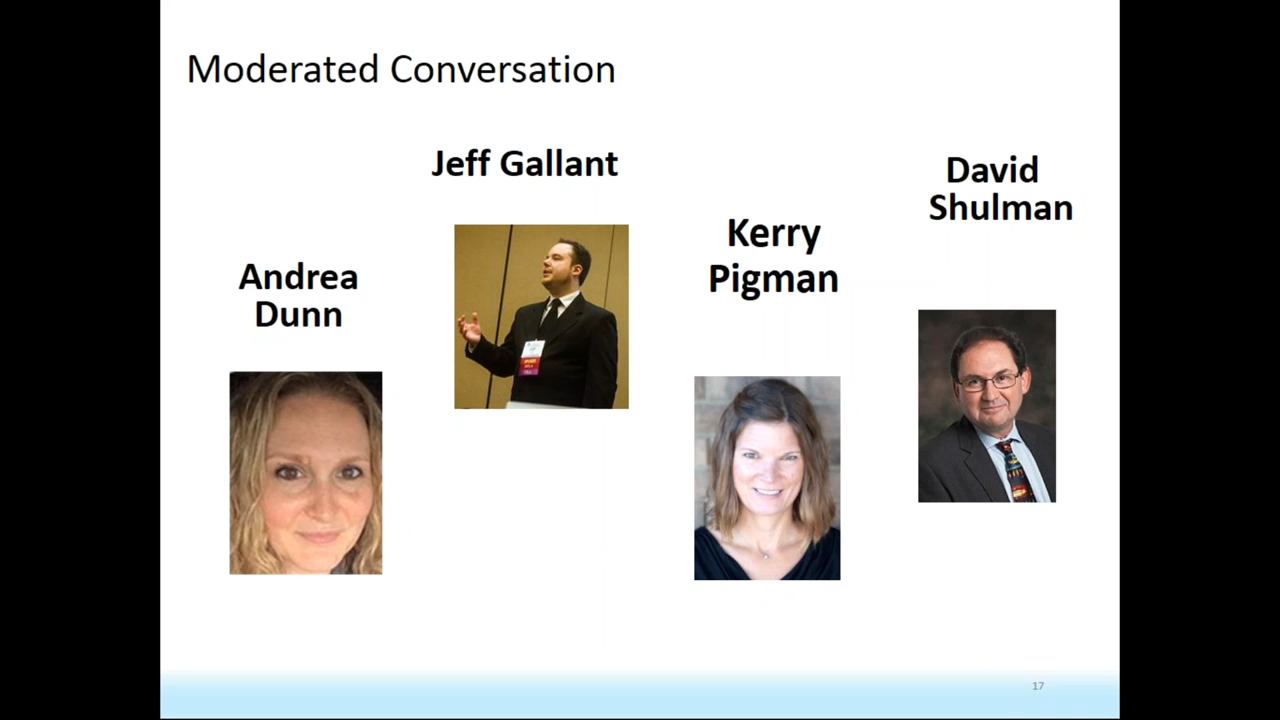 Moderated Conversation
Andrea
Dunn
Jeff Gallant
Kerry
Pigman
David
Shulman
17